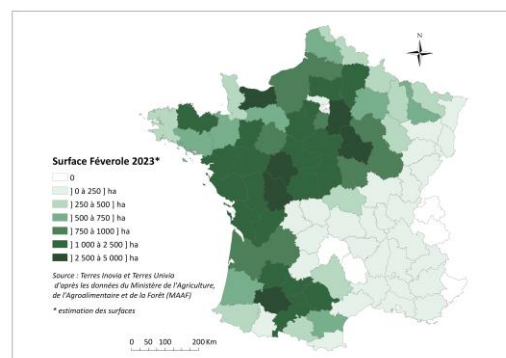 N
Surface Féverole 2023*
0
] 0 à 250 ] ha
] 250 à 500 ] ha
] 500 à 750 ] ha
] 750 à 1000 ] ha
] 1 000 à 2 500 ] ha
] 2 500 à 5 000 ] ha
Source : Terres Inovia et Terres Univia
d'après les données du Ministère de l'Agriculture,
de l'Agroalimentaire et de la Forêt (MAAF)
* estimation des surfaces
0 50 100 200 Km